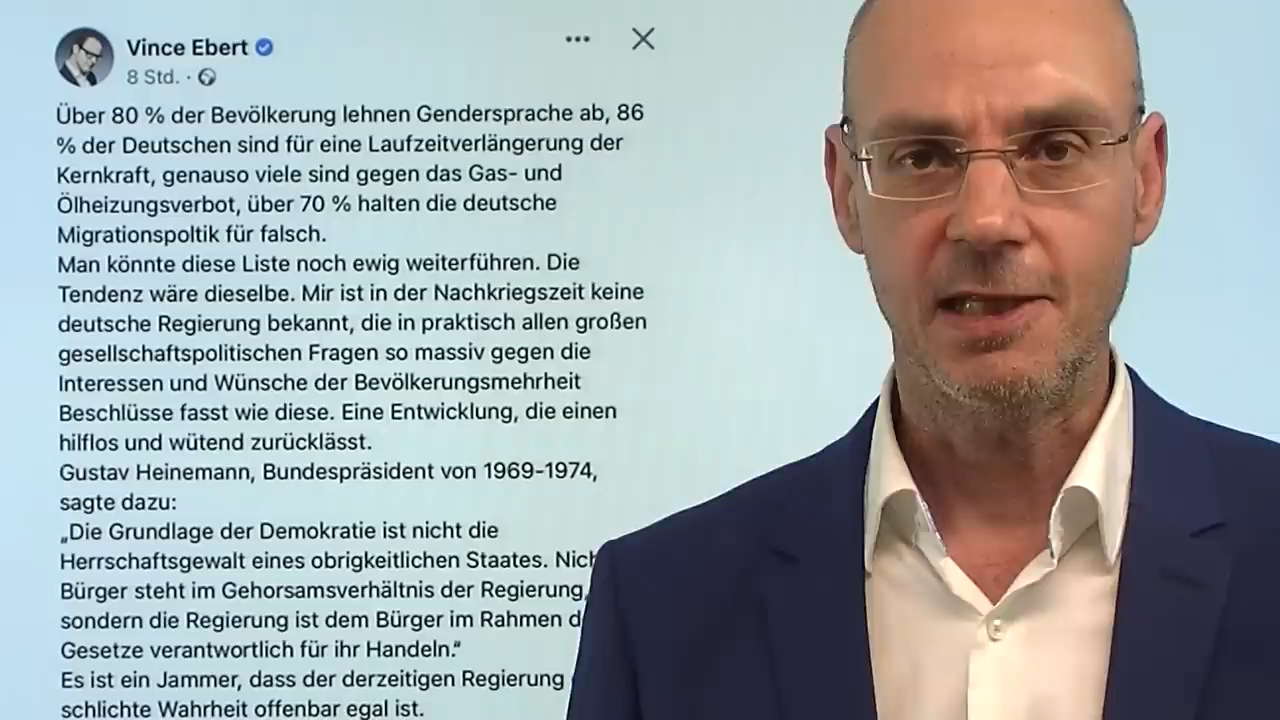 Vince Ebert
8 Std. ·
Über 80 % der Bevölkerung lehnen Gendersprache ab, 86
% der Deutschen sind für eine Laufzeitverlängerung der
Kernkraft, genauso viele sind gegen das Gas- und
Ölheizungsverbot, über 70 % halten die deutsche
Migrationspoltik für falsch.
Man könnte diese Liste noch ewig weiterführen. Die
Tendenz wäre dieselbe. Mir ist in der Nachkriegszeit keine
deutsche Regierung bekannt, die in praktisch allen großen
gesellschaftspolitischen Fragen so massiv gegen die
Interessen und Wünsche der Bevölkerungsmehrheit
Beschlüsse fasst wie diese. Eine Entwicklung, die einen
hilflos und wütend zurücklässt.
Gustav Heinemann, Bundespräsident von 1969-1974,
sagte dazu:
„Die Grundlage der Demokratie ist nicht die
Herrschaftsgewalt eines obrigkeitlichen Staates.
Bürger steht im Gehorsamsverhältnis der Regierung,
sondern die Regierung ist dem Bürger im Rahmen
Gesetze verantwortlich für ihr Handeln.“
Es ist ein Jammer, dass der derzeitigen Regierung
schlichte Wahrheit offenbar egal ist.